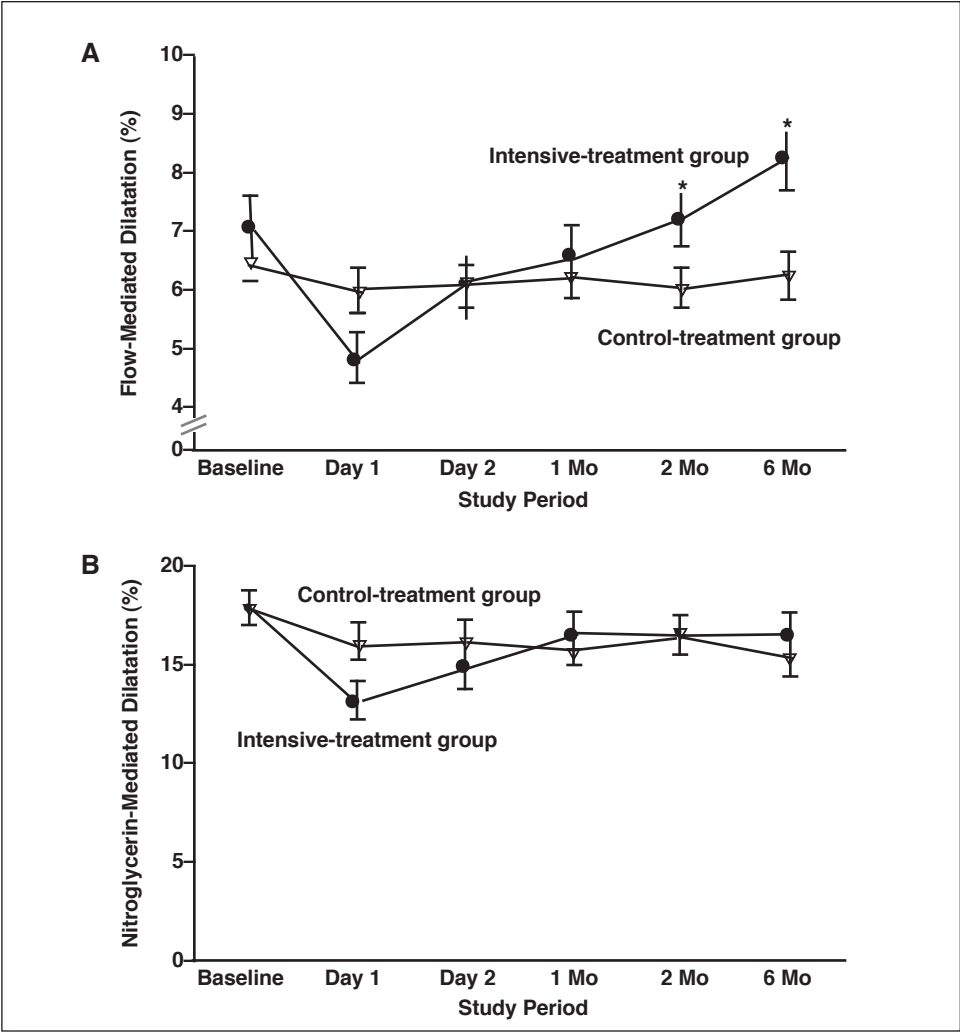 A
Flow-Mediated Dilatation (%)
10
9
8
7
6
5
4
0
*
*
Intensive-treatment group
Control-treatment group
Baseline Day 1 Day 2 1 Mo 2 Mo 6 Mo
Study Period
B
Nitroglycerin-Mediated Dilatation (%)
20
15
10
5
0
Control-treatment group
Intensive-treatment group
Baseline Day 1 Day 2 1 Mo 2 Mo 6 Mo
Study Period